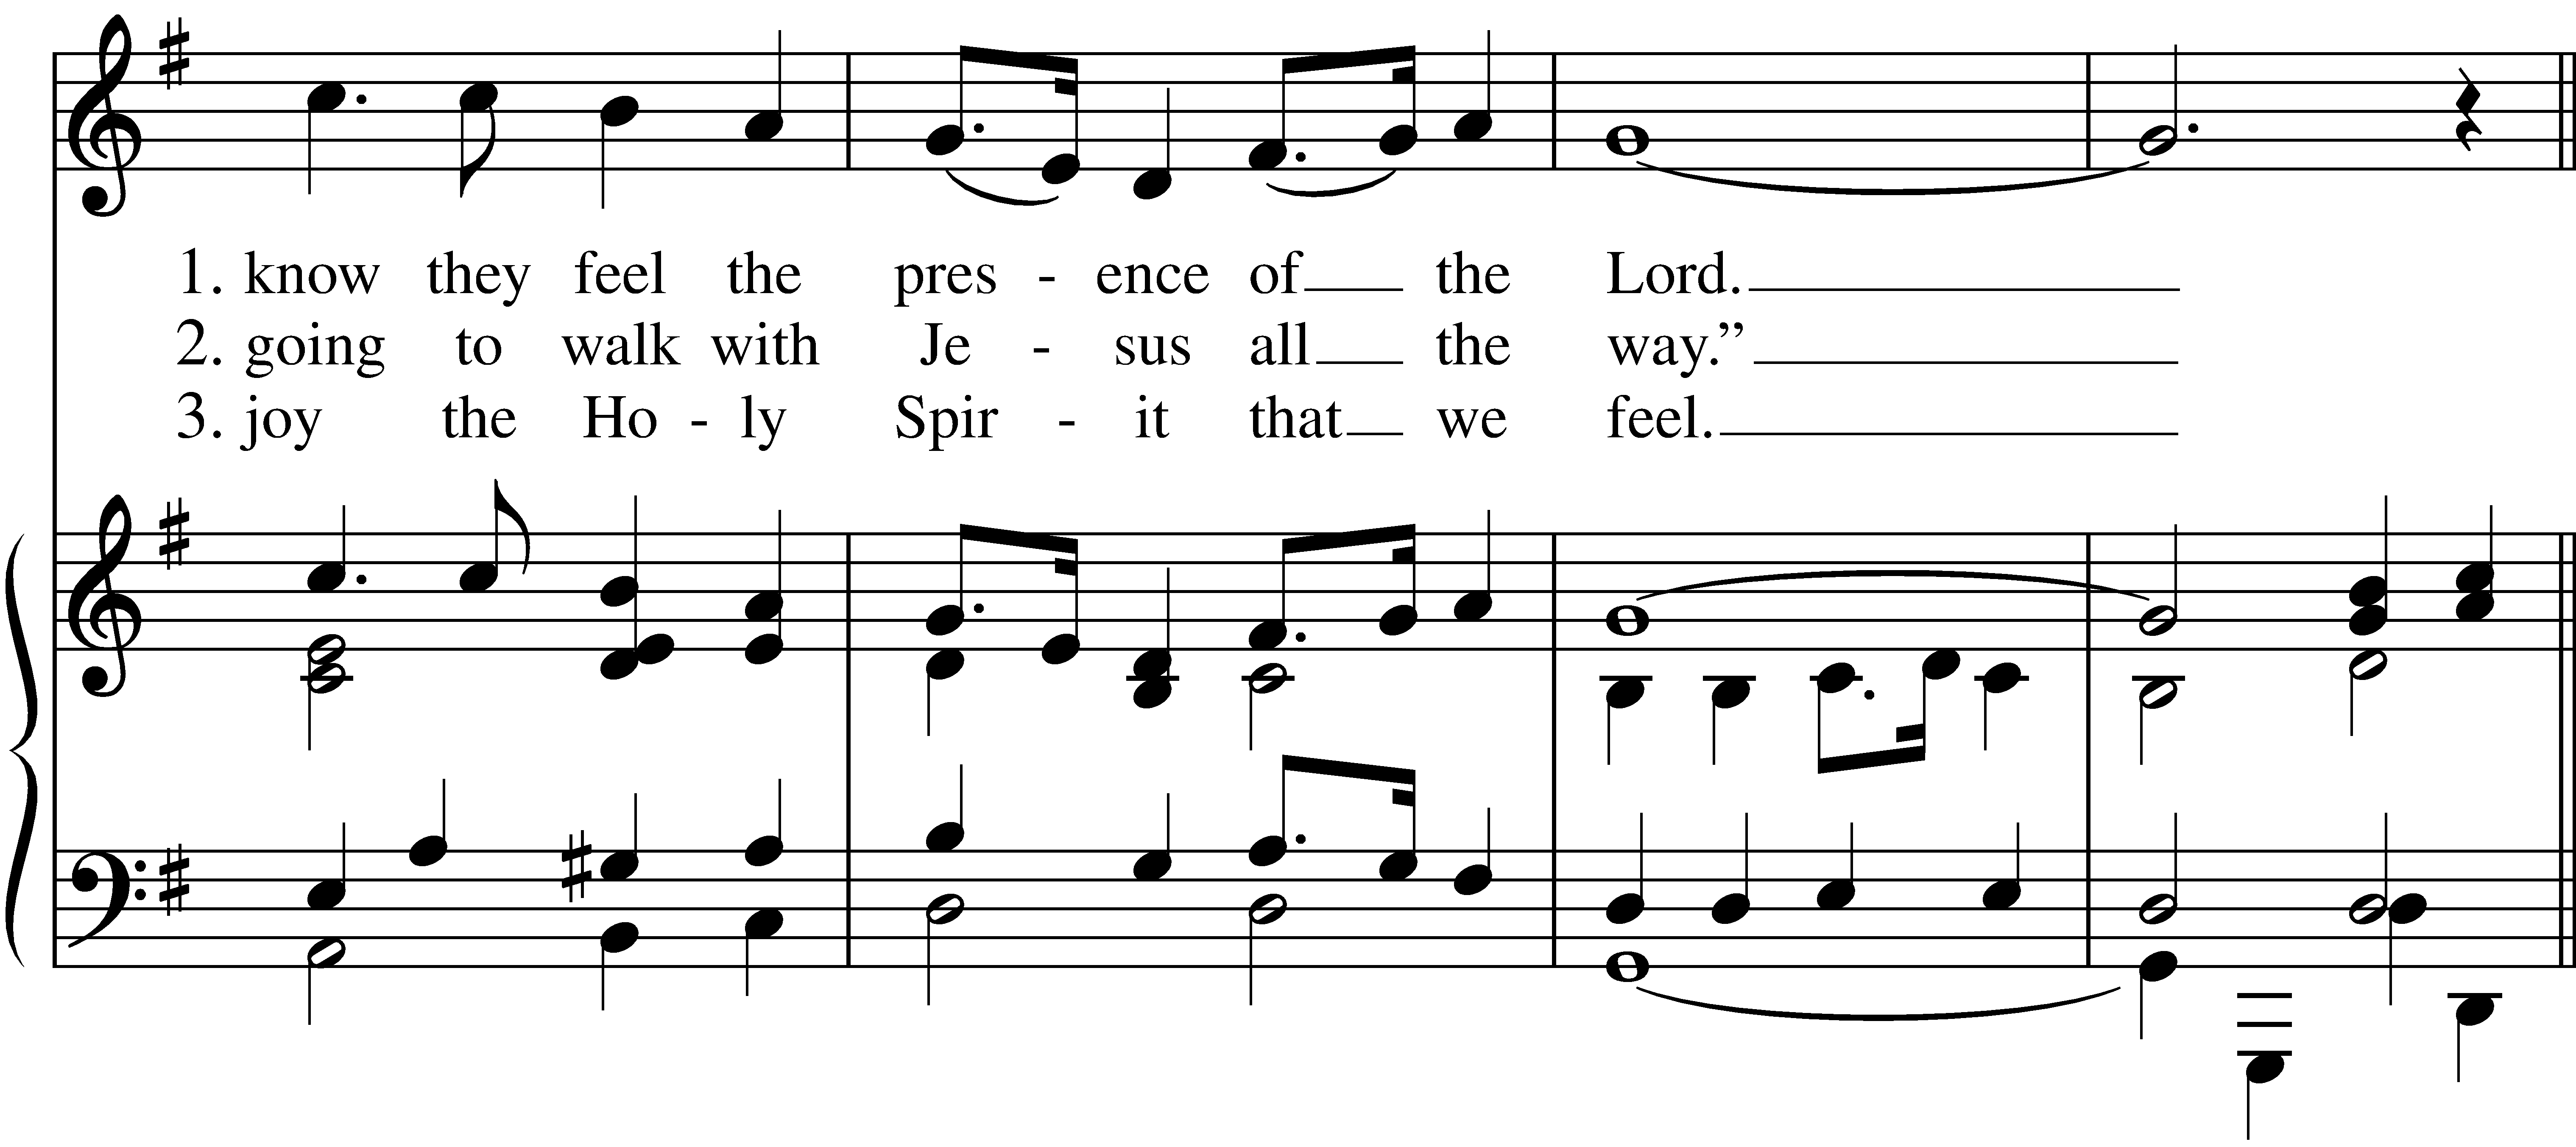 1. know they feel the pres - ence of the Lord.
2. going to walk with Je - sus all the way.”
3. joy the Ho - ly Spir - it that we feel.